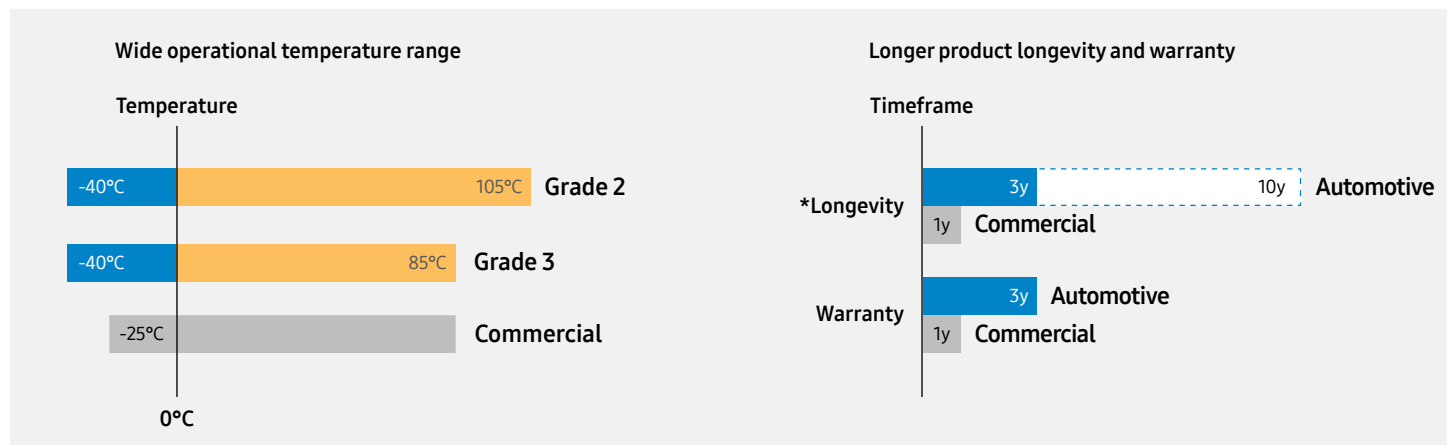 Wide operational temperature range
Temperature
-40°C 105°C Grade 2
-40°C 85°C Grade 3
-25°C Commercial
0°C
Longer product longevity and warranty
Timeframe
*Longevity
3y 10y Automotive
1y Commercial
Warranty
3y Automotive
1y Commercial